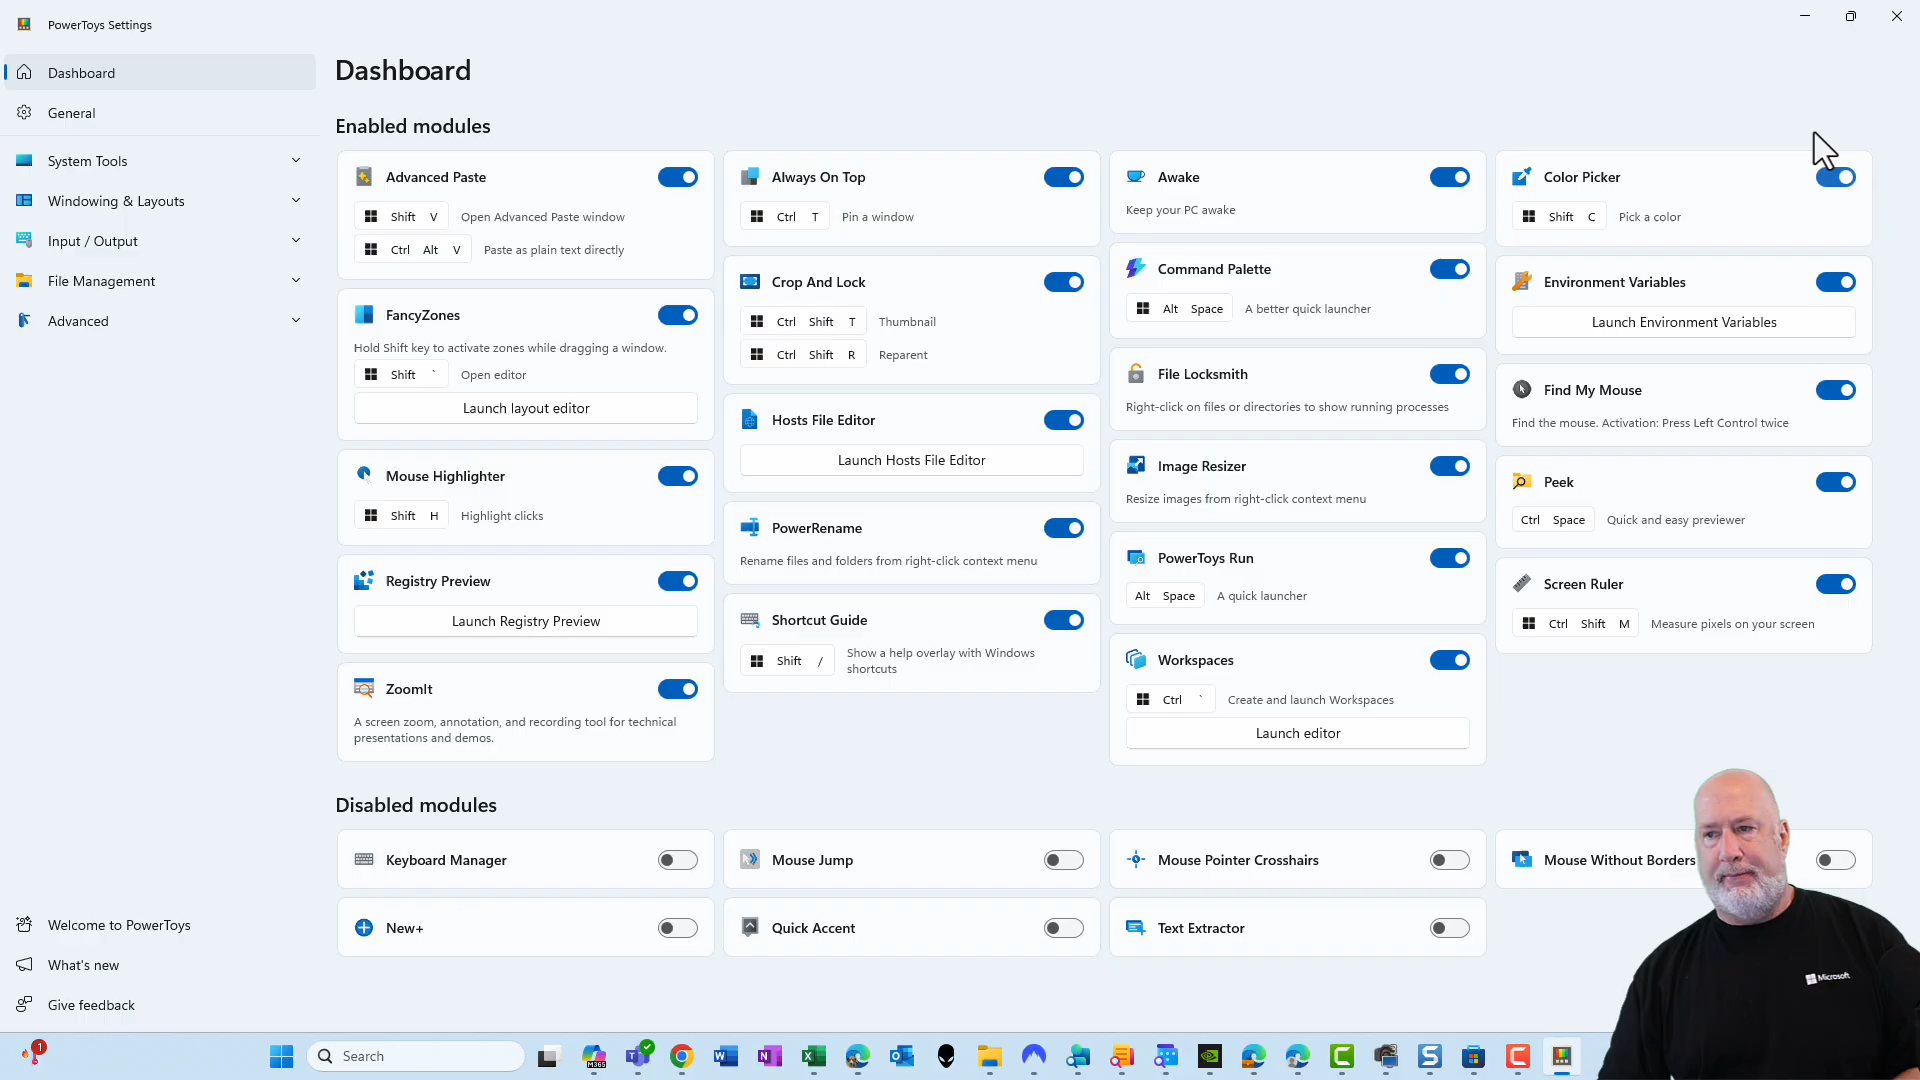 PowerToys Settings
Dashboard
General
System Tools
Windowing & Layouts
Input / Output
File Management
Advanced
Welcome to PowerToys
What's new
Give feedback
Dashboard
Enabled modules
Advanced Paste
Shift V Open Advanced Paste window
Ctrl Alt V Paste as plain text directly
FancyZones
Hold Shift key to activate zones while dragging a window.
Shift ` Open editor
Launch layout editor
Mouse Highlighter
Shift H Highlight clicks
Registry Preview
Launch Registry Preview
ZoomIt
A screen zoom, annotation, and recording tool for technical
presentations and demos.
Always On Top
Ctrl T Pin a window
Crop And Lock
Ctrl Shift T Thumbnail
Ctrl Shift R Reparent
Hosts File Editor
Launch Hosts File Editor
PowerRename
Rename files and folders from right-click context menu
Shortcut Guide
Shift / Show a help overlay with Windows
shortcuts
Awake
Keep your PC awake
Command Palette
Alt Space A better quick launcher
File Locksmith
Right-click on files or directories to show running processes
Image Resizer
Resize images from right-click context menu
PowerToys Run
Alt Space A quick launcher
Workspaces
Ctrl ` Create and launch Workspaces
Launch editor
Color Picker
Shift C Pick a color
Environment Variables
Launch Environment Variables
Find My Mouse
Find the mouse. Activation: Press Left Control twice
Peek
Ctrl Space Quick and easy previewer
Screen Ruler
Ctrl Shift M Measure pixels on your screen
Disabled modules
Keyboard Manager
Mouse Jump
Mouse Pointer Crosshairs
Mouse Without Borders
New+
Quick Accent
Text Extractor
Microsoft
1
Search
M365